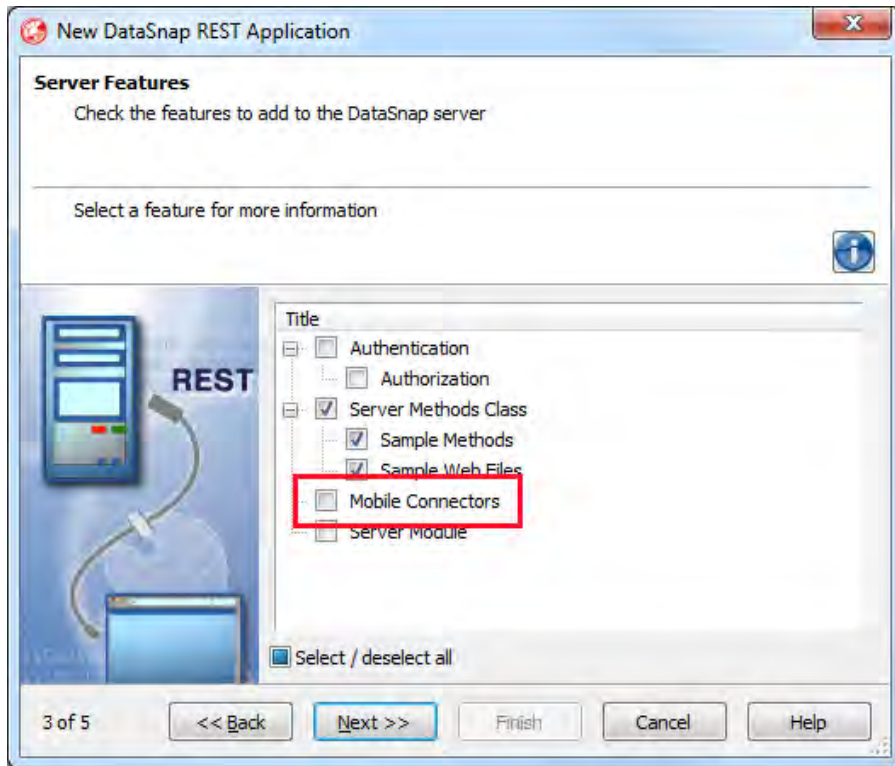 New DataSnap REST Application
Server Features
Check the features to add to the DataSnap server
Select a feature for more information
REST
Title
Authentication
Authorization
Server Methods Class
Sample Methods
Sample Web Files
Mobile Connectors
Server Module
Select / deselect all
3 of 5 << Back Next >> Finish Cancel Help